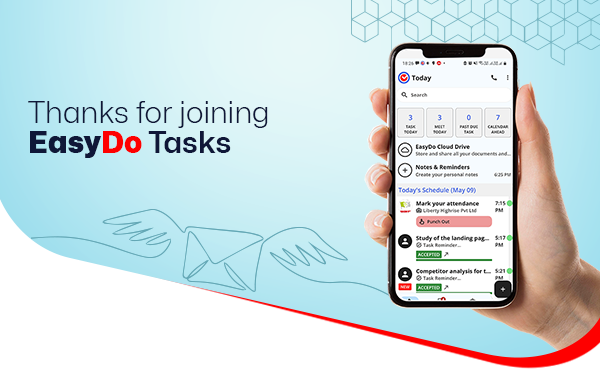 Thanks for joining
EasyDo Tasks
18:26
Today
Search
3 3 0 7
TASK TODAY MEET TODAY PAST DUE TASK CALENDAR AHEAD
EasyDo Cloud Drive
Store and share all your documents and...
Notes & Reminders
Create your personal notes 6:25 PM
Today's Schedule (May 09)
Mark your attendance 7:15 PM
Liberty Highrise Pvt Ltd
Punch Out
Study of the landing pag... 5:17 PM
Task Reminder...
ACCEPTED
Competitor analysis for t... 5:21 PM
Task Reminder...
NEW ACCEPTED